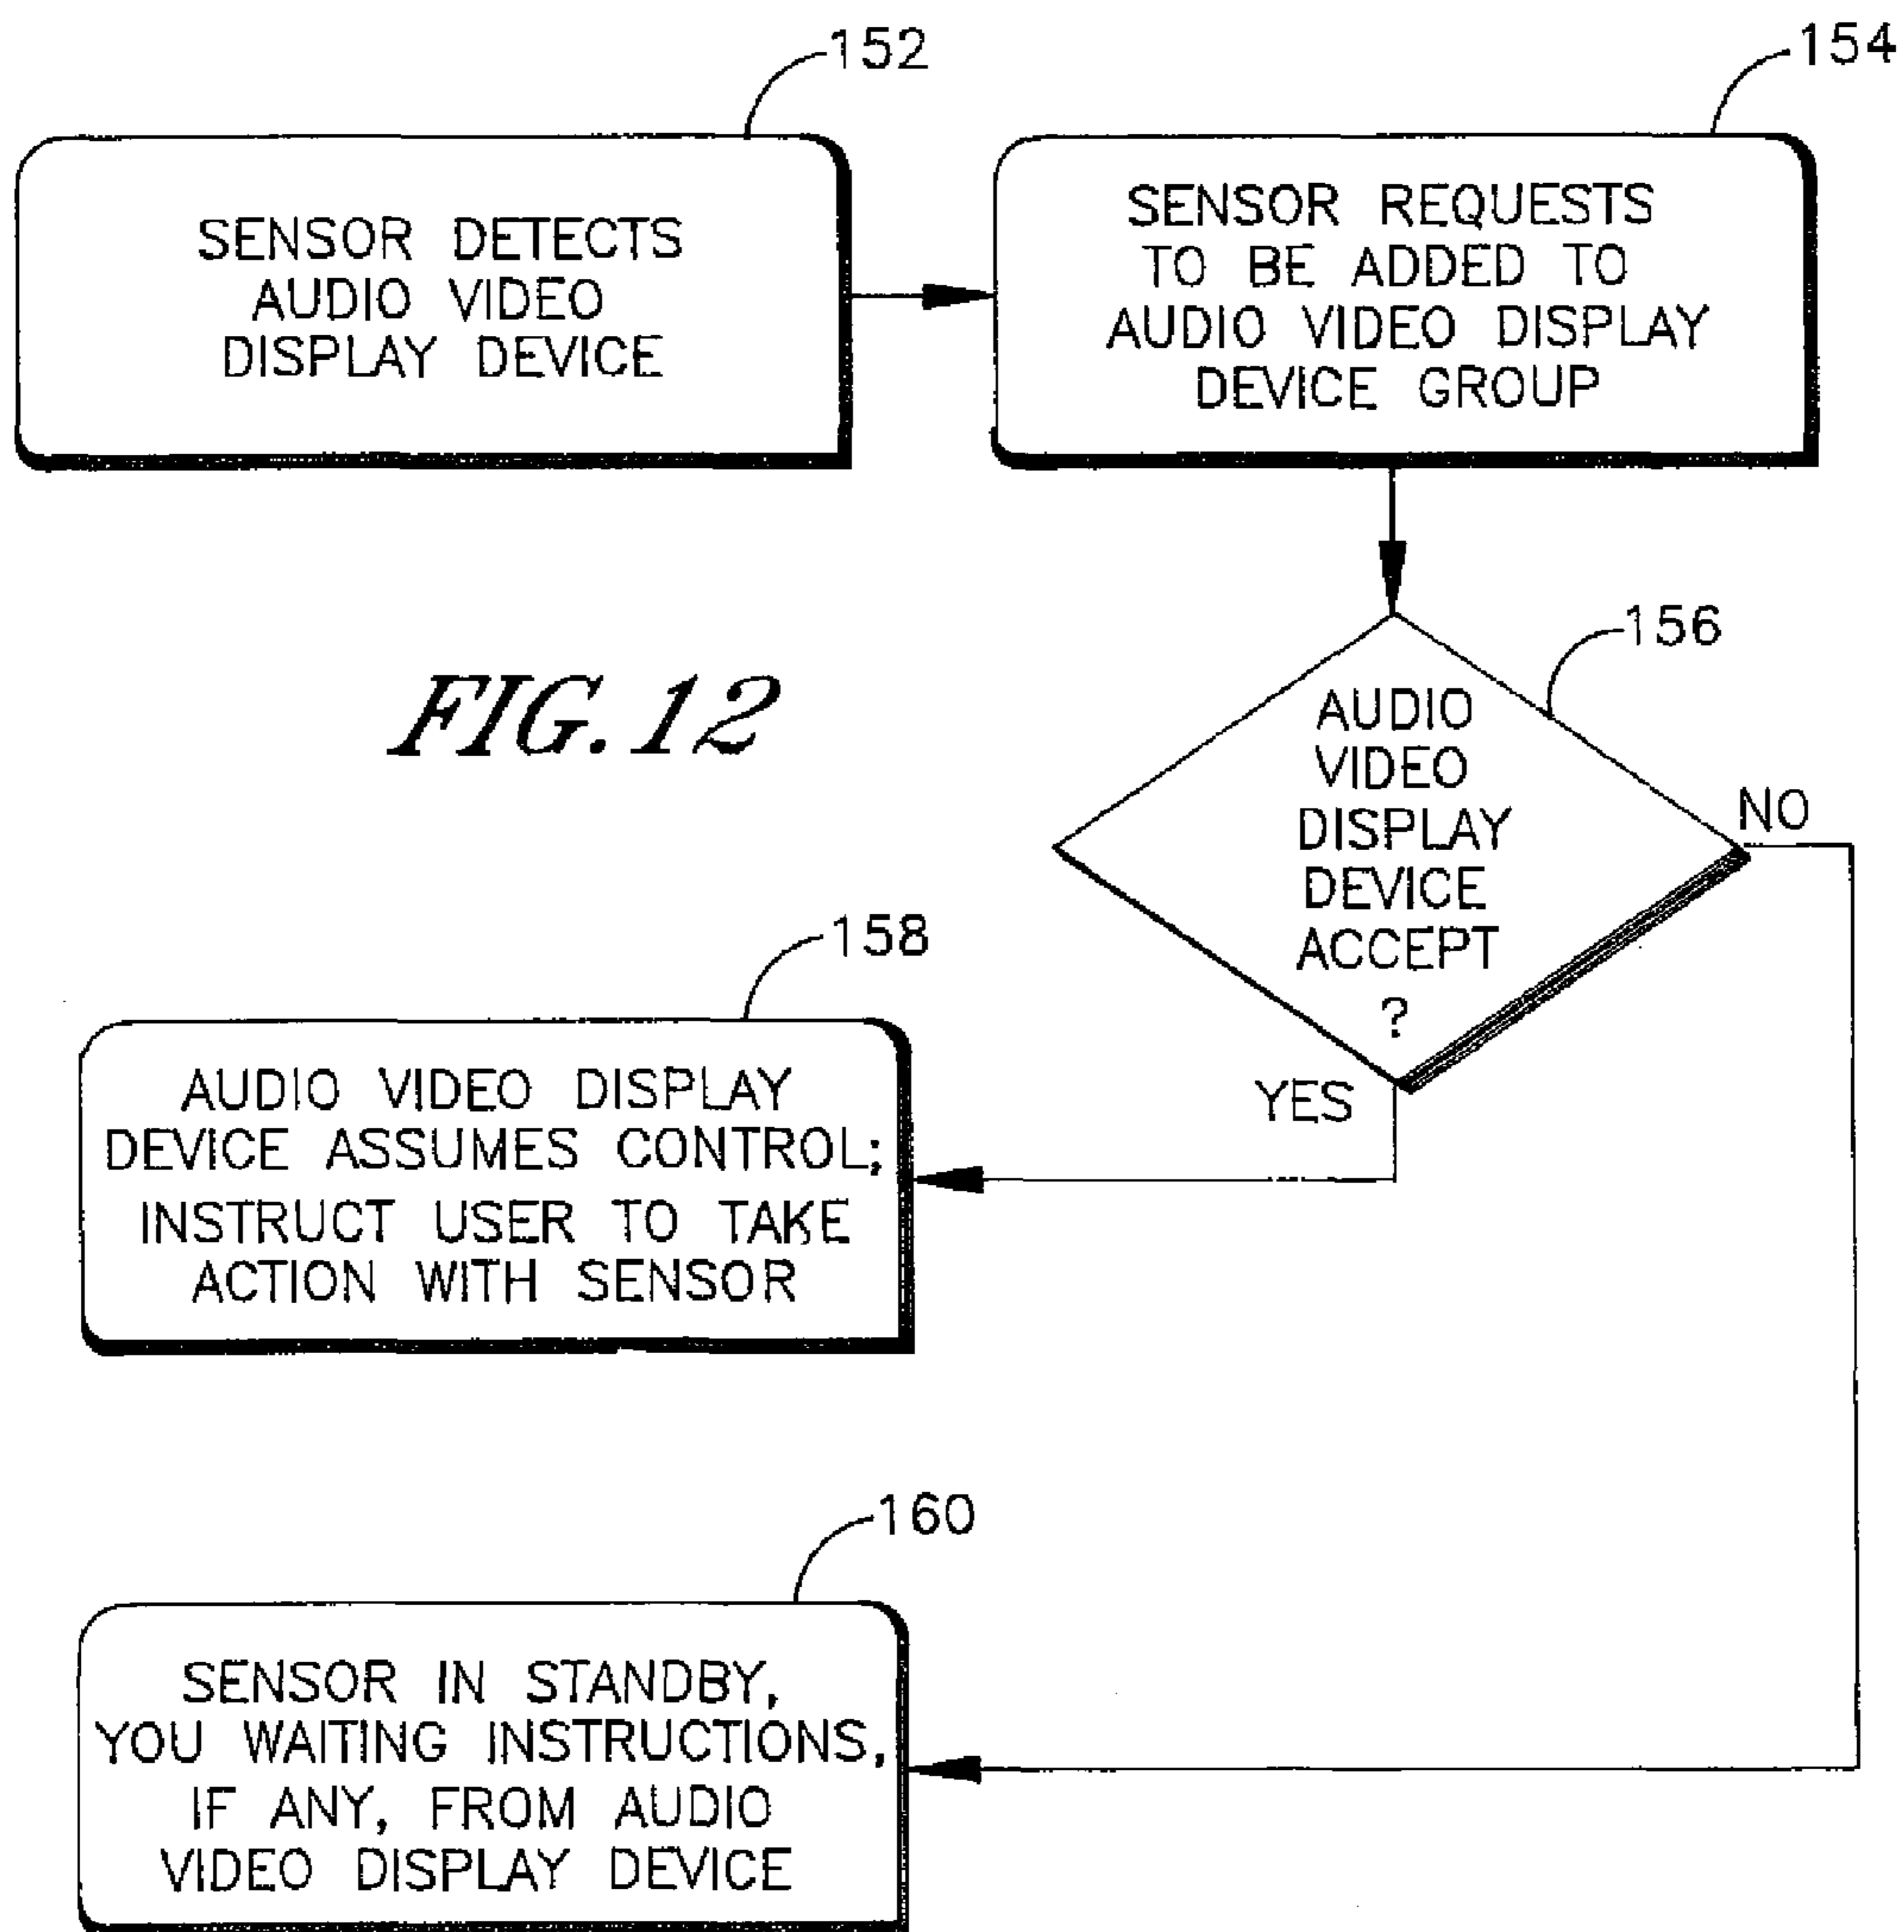 152
SENSOR DETECTS
AUDIO VIDEO
DISPLAY DEVICE
154
SENSOR REQUESTS
TO BE ADDED TO
AUDIO VIDEO DISPLAY
DEVICE GROUP
FIG. 12
156
AUDIO
VIDEO
DISPLAY
DEVICE
ACCEPT
?
NO
YES
158
AUDIO VIDEO DISPLAY
DEVICE ASSUMES CONTROL;
INSTRUCT USER TO TAKE
ACTION WITH SENSOR
160
SENSOR IN STANDBY,
YOU WAITING INSTRUCTIONS,
IF ANY, FROM AUDIO
VIDEO DISPLAY DEVICE